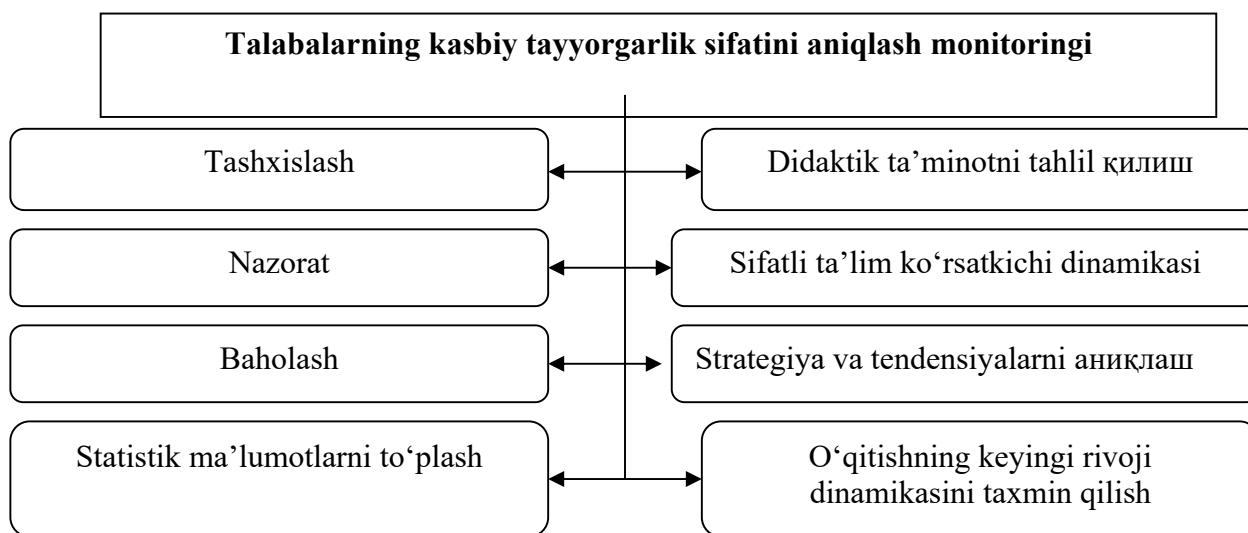 Talabalarning kasbiy tayyorgarlik sifatini aniqlash monitoringi
Tashxislash
Didaktik ta’minotni tahlil қилиш
Nazorat
Sifatli ta’lim ko‘rsatkichi dinamikasi
Baholash
Strategiya va tendensiyalarni аниқлаш
Statistik ma’lumotlarni to‘plash
O‘qitishning keyingi rivoji
dinamikasini taxmin qilish